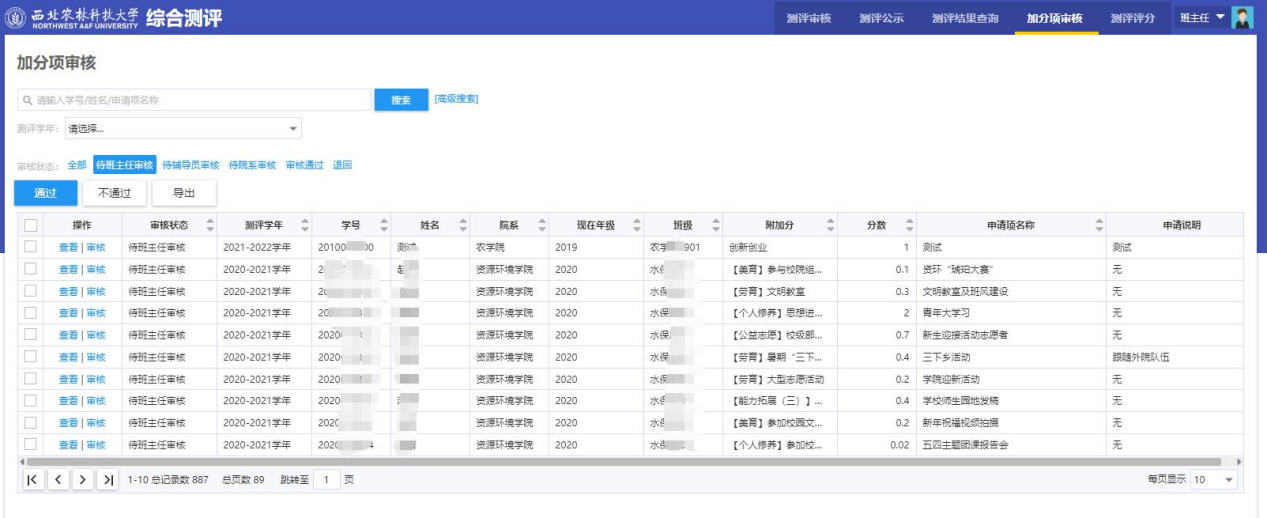 西北农林科技大学 综合测评
NORTHWEST A&F UNIVERSITY
测评审核 测评公示 测评结果查询 加分项审核 测评评分 班主任
加分项审核
请输入学号/姓名/申请项名称 搜索 [高级搜索]
测评学年: 请选择...
审核状态: 全部 待班主任审核 待辅导员审核 待院系审核 审核通过 退回
通过 不通过 导出
操作 审核状态 测评学年 学号 姓名 院系 现在年级 班级 附加分 分数 申请项名称 申请说明
查看 | 审核 待班主任审核 2021-2022学年 20100 00 农学院 2019 农学 901 创新创业 1 测试 测试
查看 | 审核 待班主任审核 2020-2021学年 资源环境学院 2020 【美育】参与校院组... 0.1 资环“琥珀大赛” 无
查看 | 审核 待班主任审核 2020-2021学年 资源环境学院 2020 【劳育】文明教室 0.3 文明教室及班风建设 无
查看 | 审核 待班主任审核 2020-2021学年 资源环境学院 2020 水保 【个人修养】思想进... 2 青年大学习 无
查看 | 审核 待班主任审核 2020-2021学年 2020 资源环境学院 2020 水保 【公益志愿】校级部... 0.7 新生迎接活动志愿者 无
查看 | 审核 待班主任审核 2020-2021学年 2020 资源环境学院 2020 水保 【劳育】暑期“三下... 0.4 三下乡活动 跟随外院队伍
查看 | 审核 待班主任审核 2020-2021学年 2020 资源环境学院 2020 【劳育】大型志愿活动 0.2 学院迎新活动 无
查看 | 审核 待班主任审核 2020-2021学年 2020 资源环境学院 2020 【能力拓展（三）】... 0.4 学校师生园地发稿 无
查看 | 审核 待班主任审核 2020-2021学年 202 资源环境学院 2020 【美育】参加校园文... 0.2 新年祝福视频拍摄 无
查看 | 审核 待班主任审核 2020-2021学年 2020 4 资源环境学院 2020 【个人修养】参加校... 0.02 五四主题团课报告会 无
1-10 总记录数 887 总页数 89 跳转至 1 页 每页显示 10